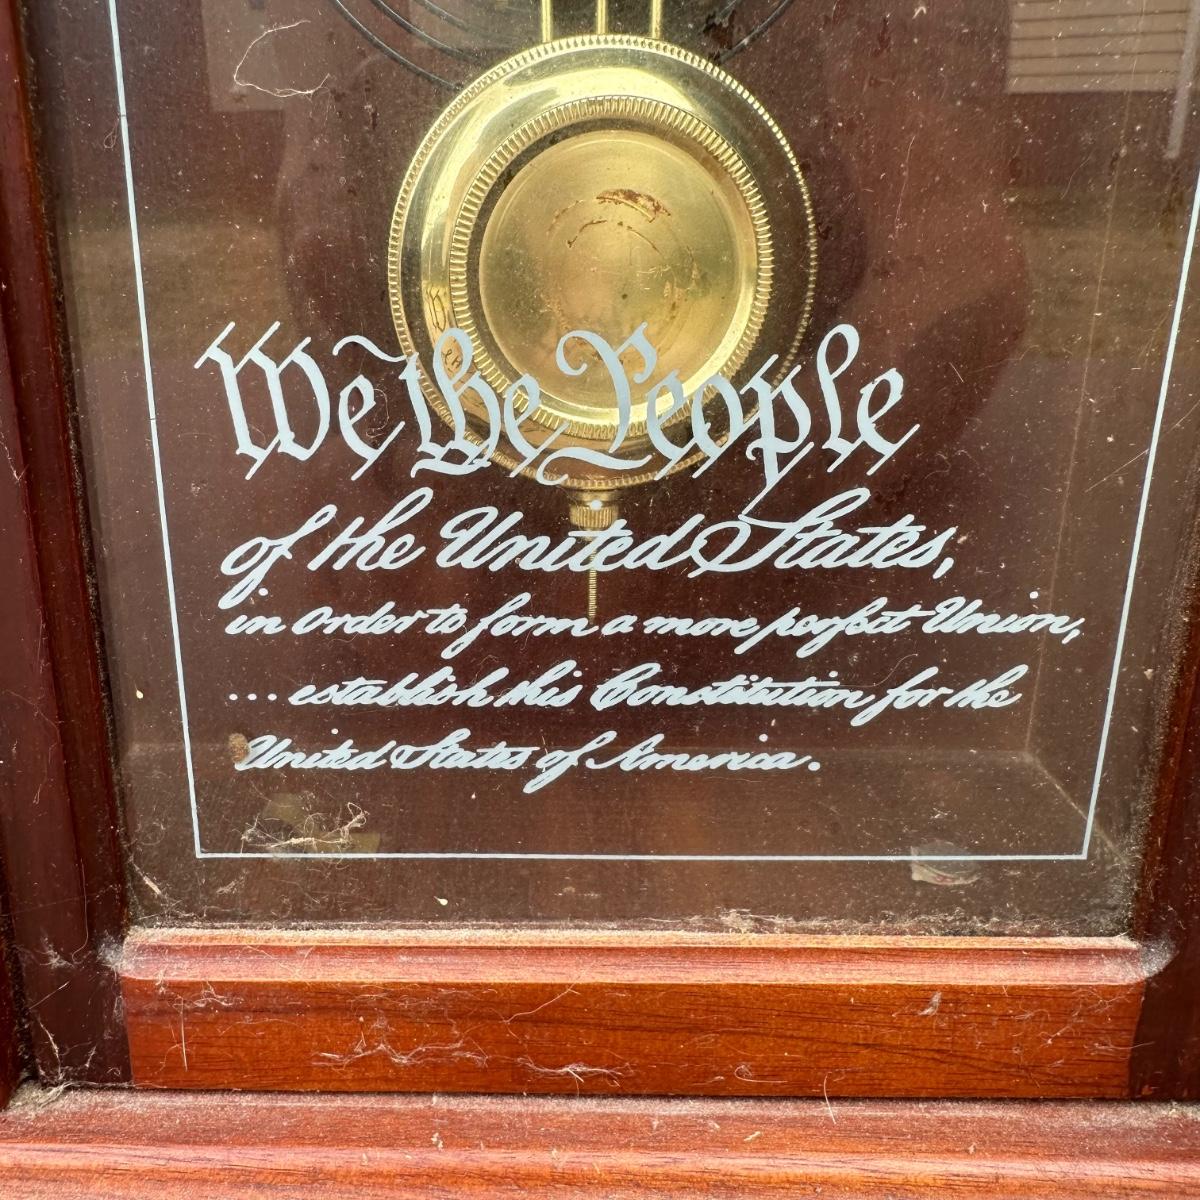 We the People
of the United States,
in Order to form a more perfect Union,
... establish this Constitution for the
United States of America.